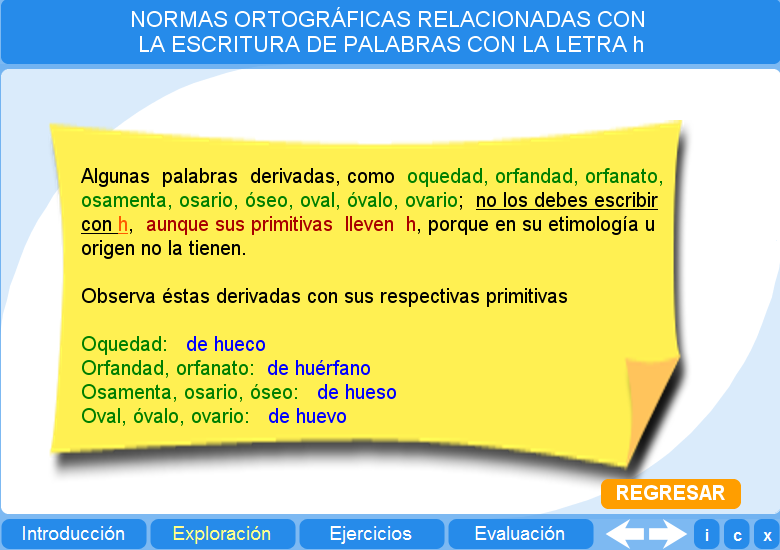 NORMAS ORTOGRÁFICAS RELACIONADAS CON
LA ESCRITURA DE PALABRAS CON LA LETRA h
Algunas palabras derivadas, como oquedad, orfandad, orfanato,
osamenta, osario, óseo, oval, óvalo, ovario; no los debes escribir
con h, aunque sus primitivas lleven h, porque en su etimología u
origen no la tienen.
Observa éstas derivadas con sus respectivas primitivas
Oquedad: de hueco
Orfandad, orfanato: de huérfano
Osamenta, osario, óseo: de hueso
Oval, óvalo, ovario: de huevo
REGRESAR
Introducción Exploración Ejercicios Evaluación i c x